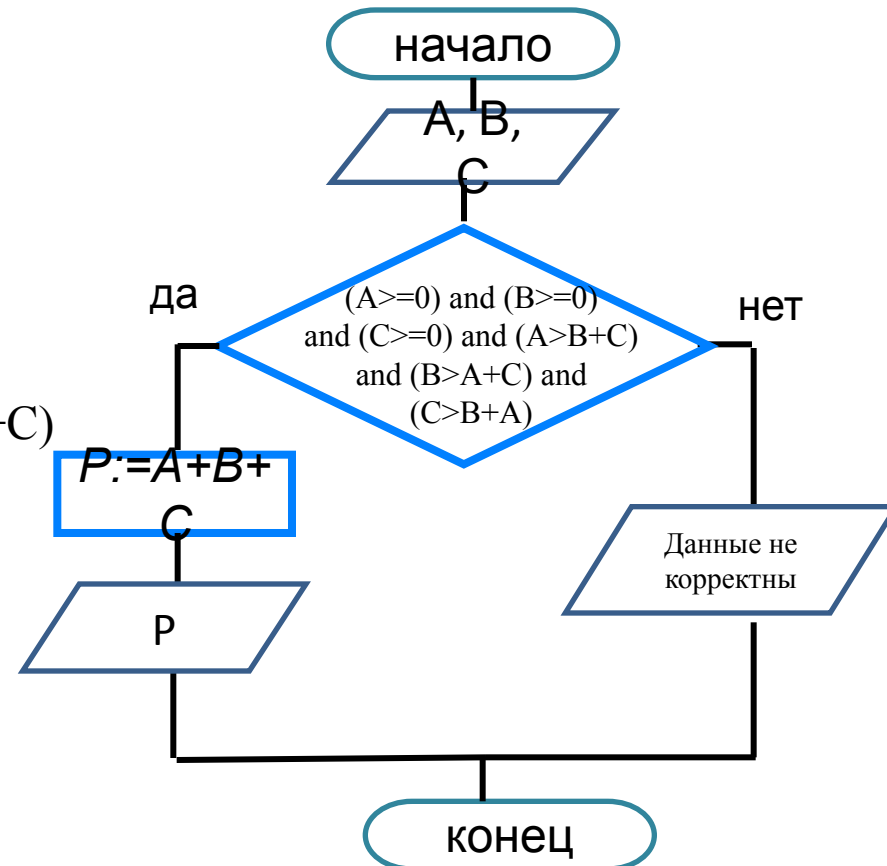 начало
A, B,
C
да
нет
(A>=0) and (B>=0)
and (C>=0) and (A>B+C)
and (B>A+C) and
(C>B+A)
+C)
P:=A+B+
C
Данные не
корректны
P
конец